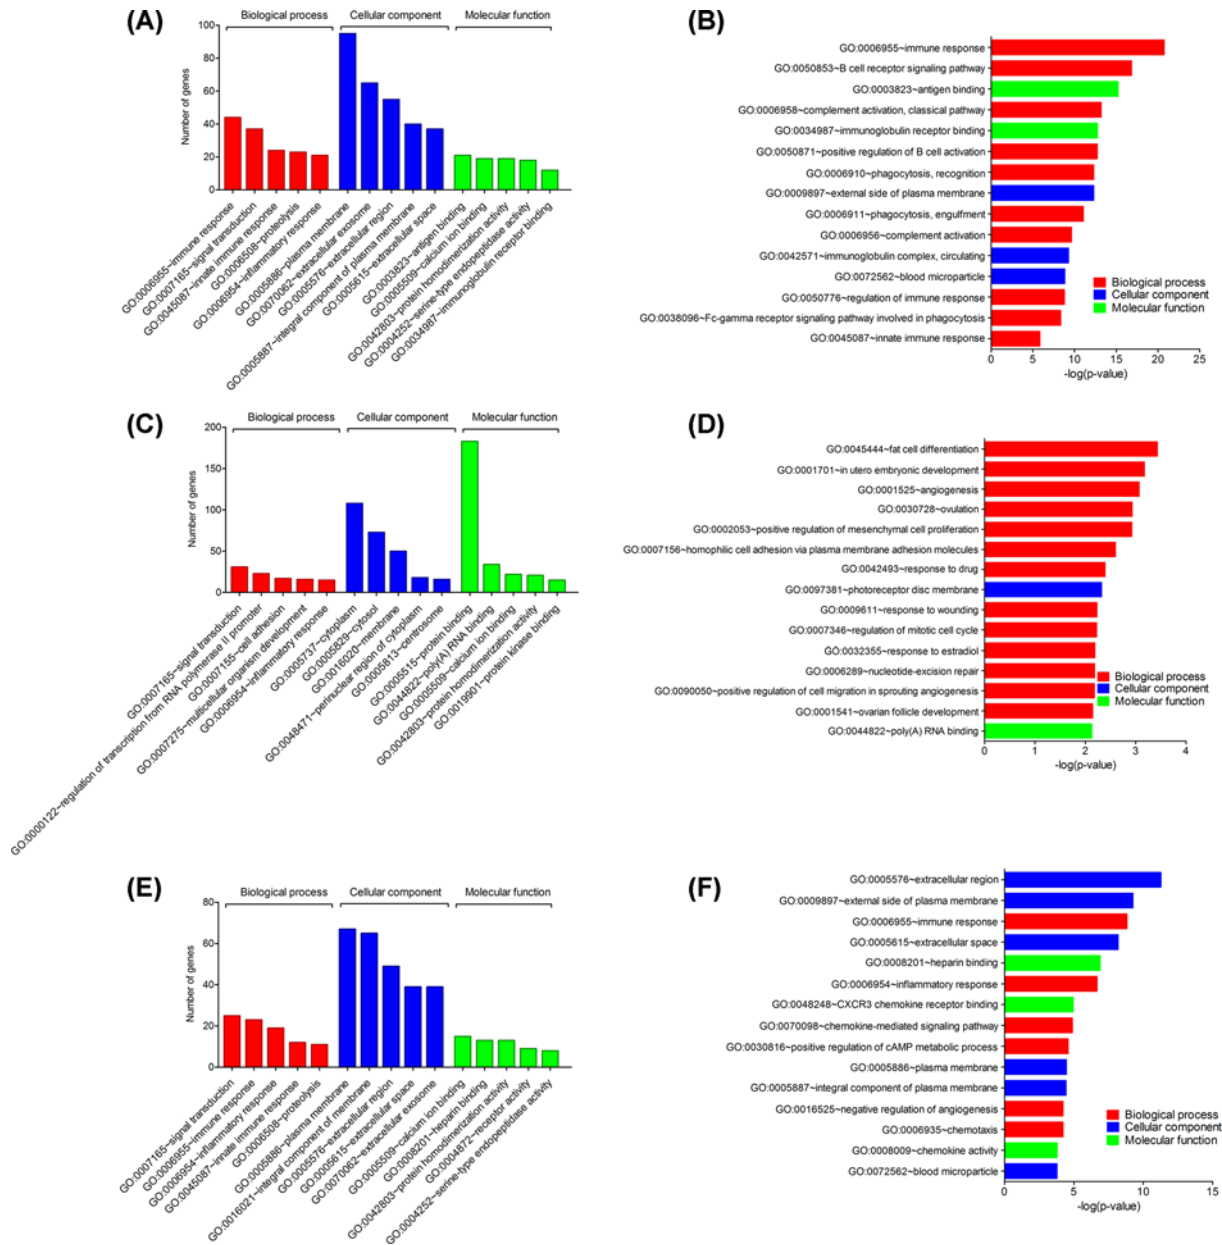 (A)
Biological process Cellular component Molecular function
Number of genes
100
80
60
40
20
0
GO:0006955~immune response
GO:0007165~signal transduction
GO:0045087~innate immune response
GO:0006508~proteolysis
GO:0006954~inflammatory response
GO:0005886~plasma membrane
GO:0070062~extracellular exosome
GO:0005576~extracellular region
GO:0005887~integral component of plasma membrane
GO:0005615~extracellular space
GO:0003823~antigen binding
GO:0005509~calcium ion binding
GO:0042803~protein homodimerization activity
GO:0004252~serine-type endopeptidase activity
GO:0034987~immunoglobulin receptor binding
(B)
GO:0006955~immune response
GO:0050853~B cell receptor signaling pathway
GO:0003823~antigen binding
GO:0006958~complement activation, classical pathway
GO:0034987~immunoglobulin receptor binding
GO:0050871~positive regulation of B cell activation
GO:0006910~phagocytosis, recognition
GO:0009897~external side of plasma membrane
GO:0006911~phagocytosis, engulfment
GO:0006956~complement activation
GO:0042571~immunoglobulin complex, circulating
GO:0072562~blood microparticle
GO:0050776~regulation of immune response
GO:0038096~Fc-gamma receptor signaling pathway involved in phagocytosis
GO:0045087~innate immune response
Biological process
Cellular component
Molecular function
0 5 10 15 20 25
-log(p-value)
(C)
Biological process Cellular component Molecular function
Number of genes
200
150
100
50
0
GO:0007165~signal transduction
GO:0000122~regulation of transcription from RNA polymerase II promoter
GO:0007155~cell adhesion
GO:0007275~multicellular organism development
GO:0006954~inflammatory response
GO:0005737~cytoplasm
GO:0005829~cytosol
GO:0016020~membrane
GO:0048471~perinuclear region of cytoplasm
GO:0005813~centrosome
GO:0005515~protein binding
GO:0044822~poly(A) RNA binding
GO:0005509~calcium ion binding
GO:0042803~protein homodimerization activity
GO:0019901~protein kinase binding
(D)
GO:0045444~fat cell differentiation
GO:0001701~in utero embryonic development
GO:0001525~angiogenesis
GO:0030728~ovulation
GO:0002053~positive regulation of mesenchymal cell proliferation
GO:0007156~homophilic cell adhesion via plasma membrane adhesion molecules
GO:0042493~response to drug
GO:0097381~photoreceptor disc membrane
GO:0009611~response to wounding
GO:0007346~regulation of mitotic cell cycle
GO:0032355~response to estradiol
GO:0006289~nucleotide-excision repair
GO:0090050~positive regulation of cell migration in sprouting angiogenesis
GO:0001541~ovarian follicle development
GO:0044822~poly(A) RNA binding
Biological process
Cellular component
Molecular function
0 1 2 3 4
-log(p-value)
(E)
Biological process Cellular component Molecular function
Number of genes
80
60
40
20
0
GO:0007165~signal transduction
GO:0006955~immune response
GO:0006954~inflammatory response
GO:0045087~innate immune response
GO:0006508~proteolysis
GO:0005886~plasma membrane
GO:0016021~integral component of membrane
GO:0005576~extracellular region
GO:0005615~extracellular space
GO:0070062~extracellular exosome
GO:0005509~calcium ion binding
GO:0008201~heparin binding
GO:0042803~protein homodimerization activity
GO:0004872~receptor activity
GO:0004252~serine-type endopeptidase activity
(F)
GO:0005576~extracellular region
GO:0009897~external side of plasma membrane
GO:0006955~immune response
GO:0005615~extracellular space
GO:0008201~heparin binding
GO:0006954~inflammatory response
GO:0048248~CXCR3 chemokine receptor binding
GO:0070098~chemokine-mediated signaling pathway
GO:0030816~positive regulation of cAMP metabolic process
GO:0005886~plasma membrane
GO:0005887~integral component of plasma membrane
GO:0016525~negative regulation of angiogenesis
GO:0006935~chemotaxis
GO:0008009~chemokine activity
GO:0072562~blood microparticle
Biological process
Cellular component
Molecular function
0 5 10 15
-log(p-value)